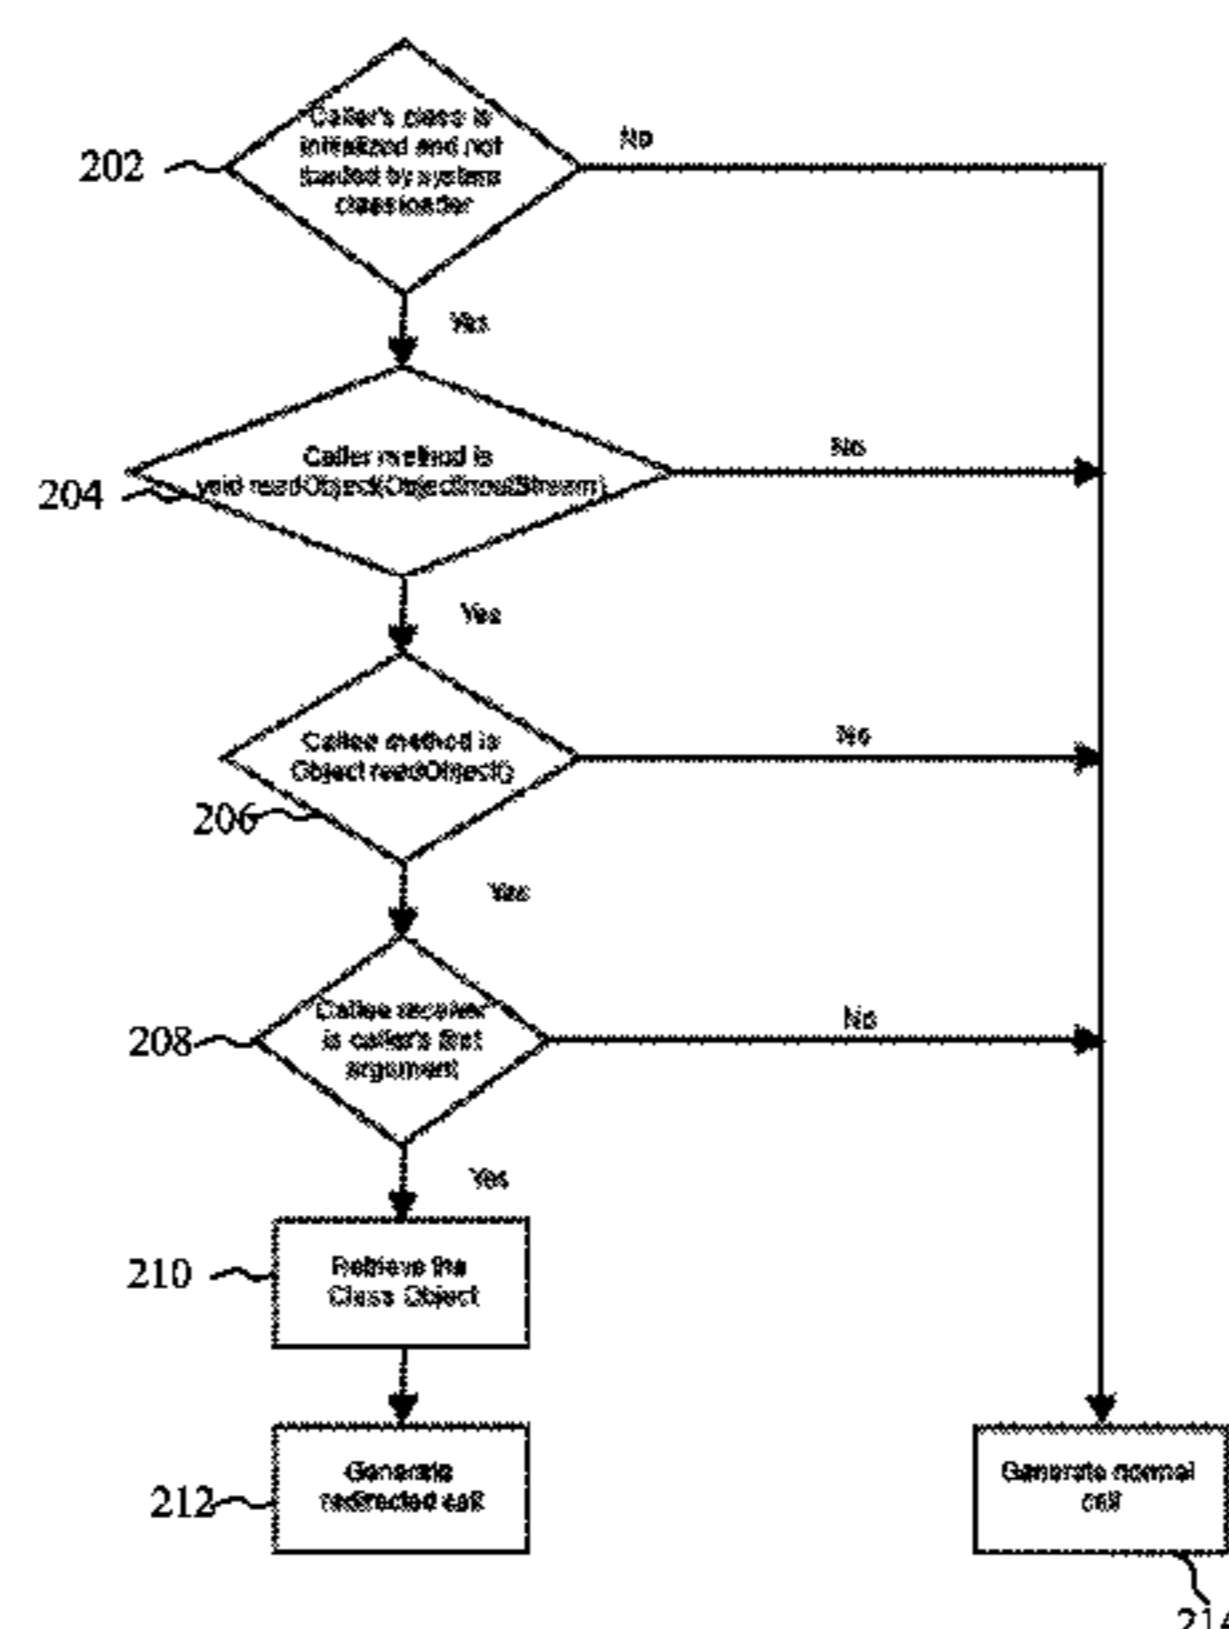 202
Caller's class is
initialized and not
loaded by system
classloader
No
Yes
204
Caller method is
void readObject(ObjectInputStream)
No
Yes
206
Callee method is
Object readObject()
No
Yes
208
Callee receiver
is caller's first
argument
No
Yes
210
Retrieve the
Class Object
212
Generate
redirected call
Generate normal
call
214